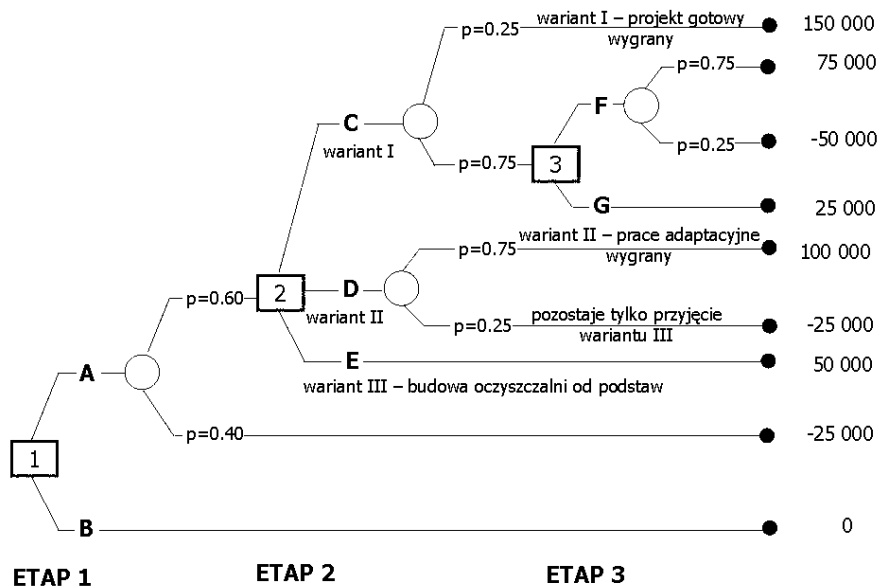 p=0.25
wariant I – projekt gotowy
wygrany
150 000
p=0.75
75 000
F
C
wariant I
p=0.25
-50 000
p=0.75
3
G
25 000
p=0.75
wariant II – prace adaptacyjne
wygrany
100 000
p=0.60
2
D
wariant II
p=0.25
pozostaje tylko przyjęcie
wariantu III
-25 000
E
50 000
wariant III – budowa oczyszczalni od podstaw
A
p=0.40
-25 000
1
B
0
ETAP 1
ETAP 2
ETAP 3